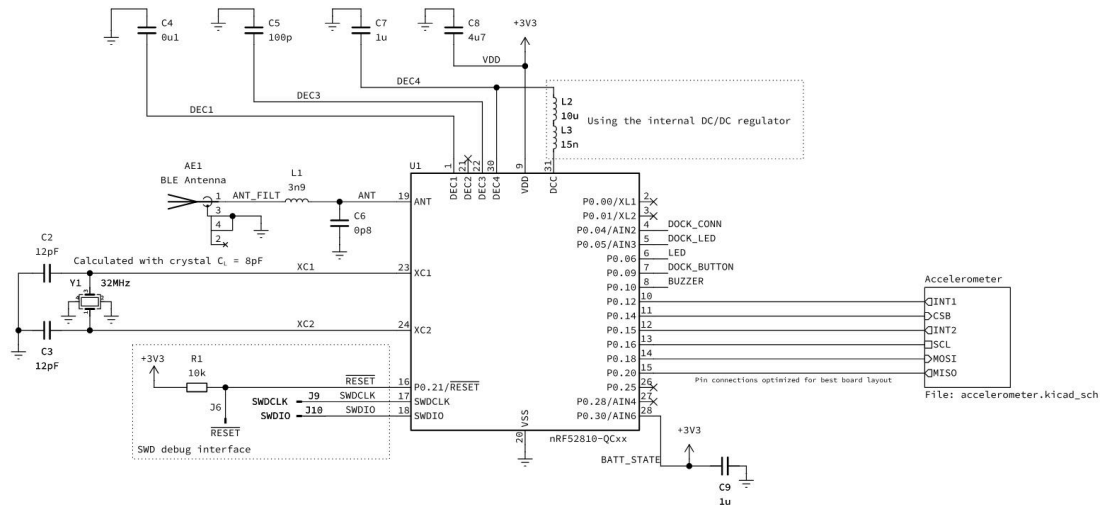 C4
0u1
C5
100p
C7
1u
C8
4u7
+3V3
VDD
DEC4
DEC3
DEC1
L2
10u
L3
15n
Using the internal DC/DC regulator
AE1
BLE Antenna
ANT_FILT
L1
3n9
ANT
C6
0p8
U1
1
21
22
30
9
31
DEC1
DEC2
DEC3
DEC4
VDD
DCC
1
3
4
2
19
ANT
C2
12pF
Calculated with crystal CL = 8pF
Y1
32MHz
XC1
23
XC1
C3
12pF
XC2
24
XC2
+3V3
R1
10k
RESET
16
P0.21/RESET
J9
SWDCLK
SWDCLK
17
SWDCLK
J10
SWDIO
SWDIO
18
SWDIO
J6
RESET
SWD debug interface
20
VSS
nRF52810-QCxx
P0.00/XL1
2
P0.01/XL2
3
P0.04/AIN2
4
DOCK_CONN
P0.05/AIN3
5
DOCK_LED
P0.06
6
LED
P0.09
7
DOCK_BUTTON
P0.10
8
BUZZER
P0.12
10
P0.14
11
P0.15
12
P0.16
13
P0.18
14
P0.20
15
P0.25
26
P0.28/AIN4
27
P0.30/AIN6
28
Pin connections optimized for best board layout
Accelerometer
INT1
CSB
INT2
SCL
MOSI
MISO
File: accelerometer.kicad_sch
BATT_STATE
+3V3
C9
1u